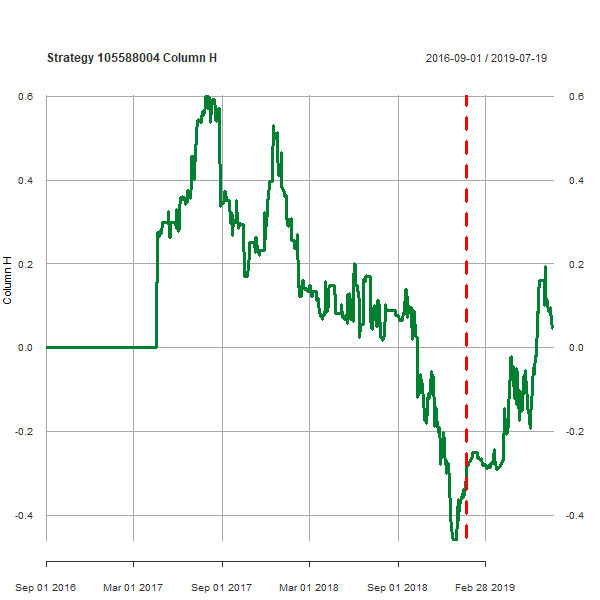 Strategy 105588004 Column H
2016-09-01 / 2019-07-19
0.6
0.6
0.4
0.4
0.2
0.2
Column H
0.0
0.0
-0.2
-0.2
-0.4
-0.4
Sep 01 2016
Mar 01 2017
Sep 01 2017
Mar 01 2018
Sep 01 2018
Feb 28 2019